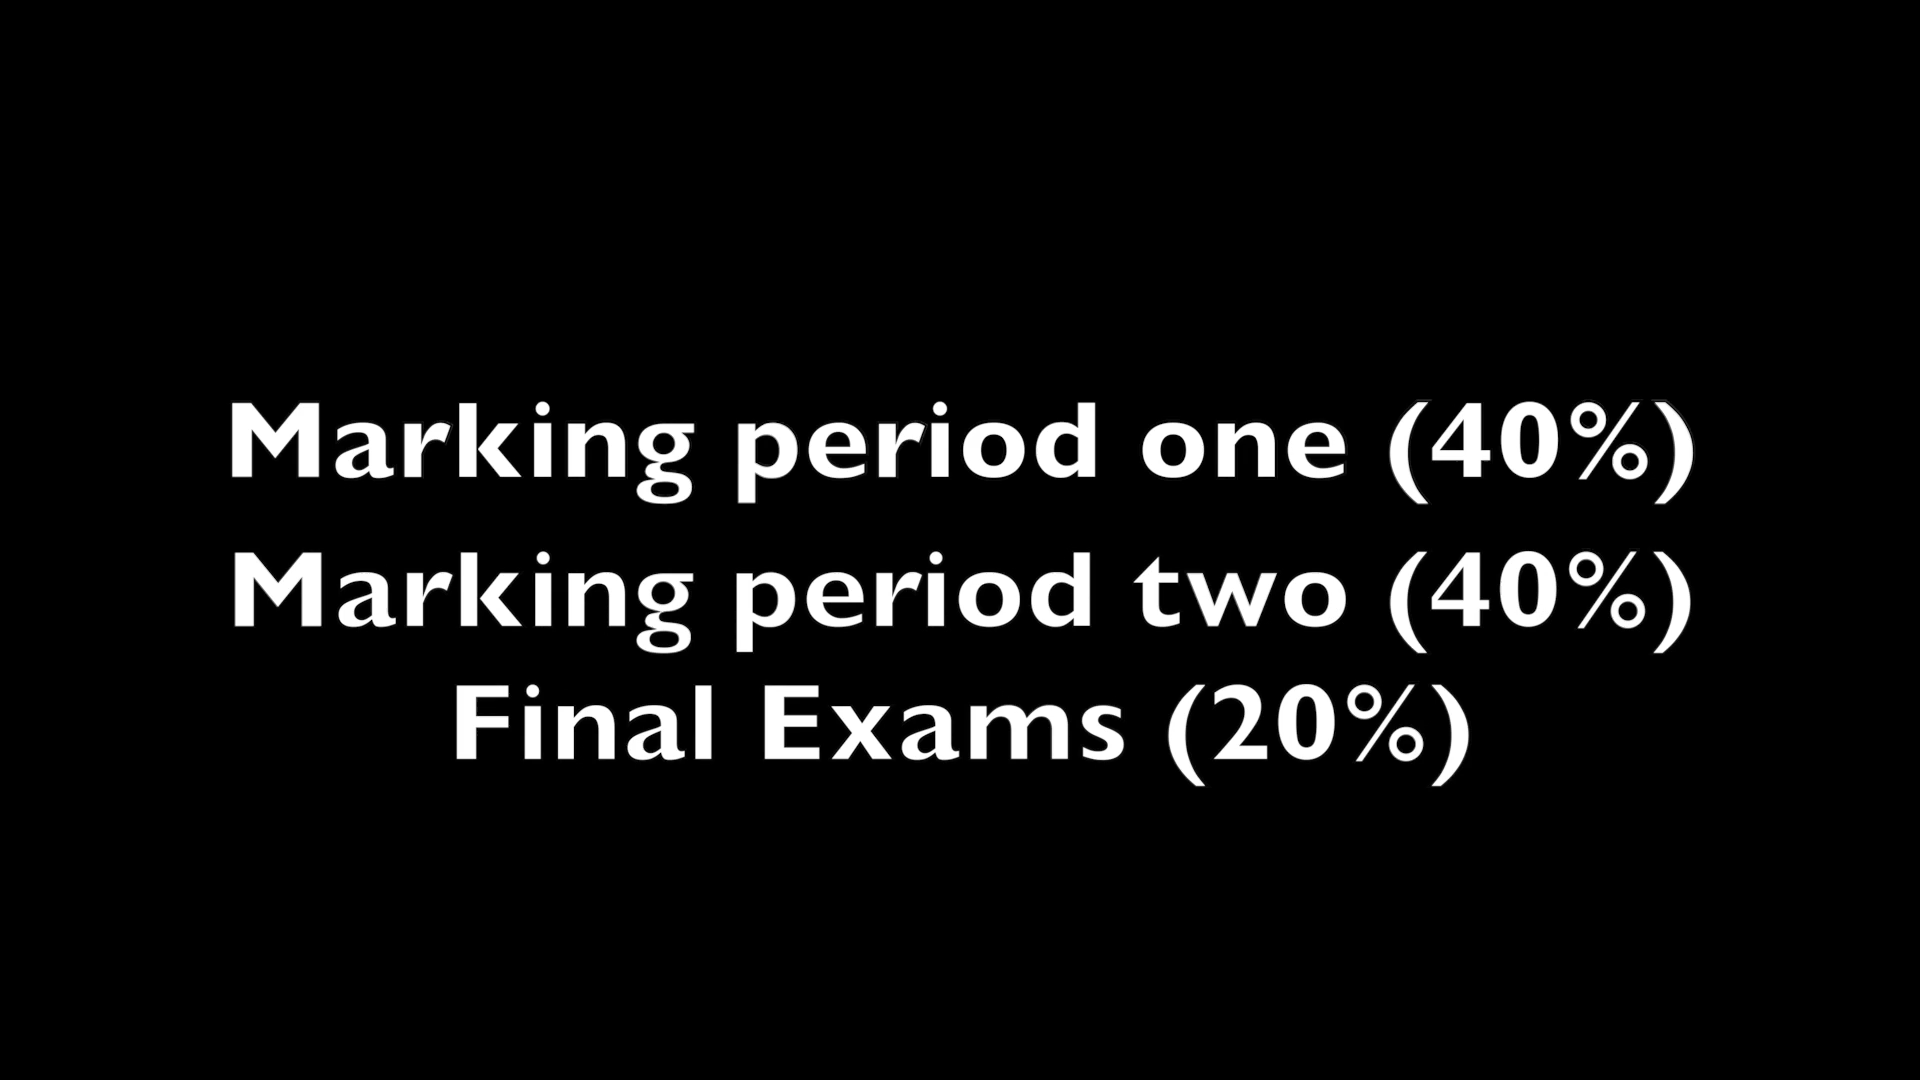 Marking period one (40%)
Marking period two (40%)
Final Exams (20%)